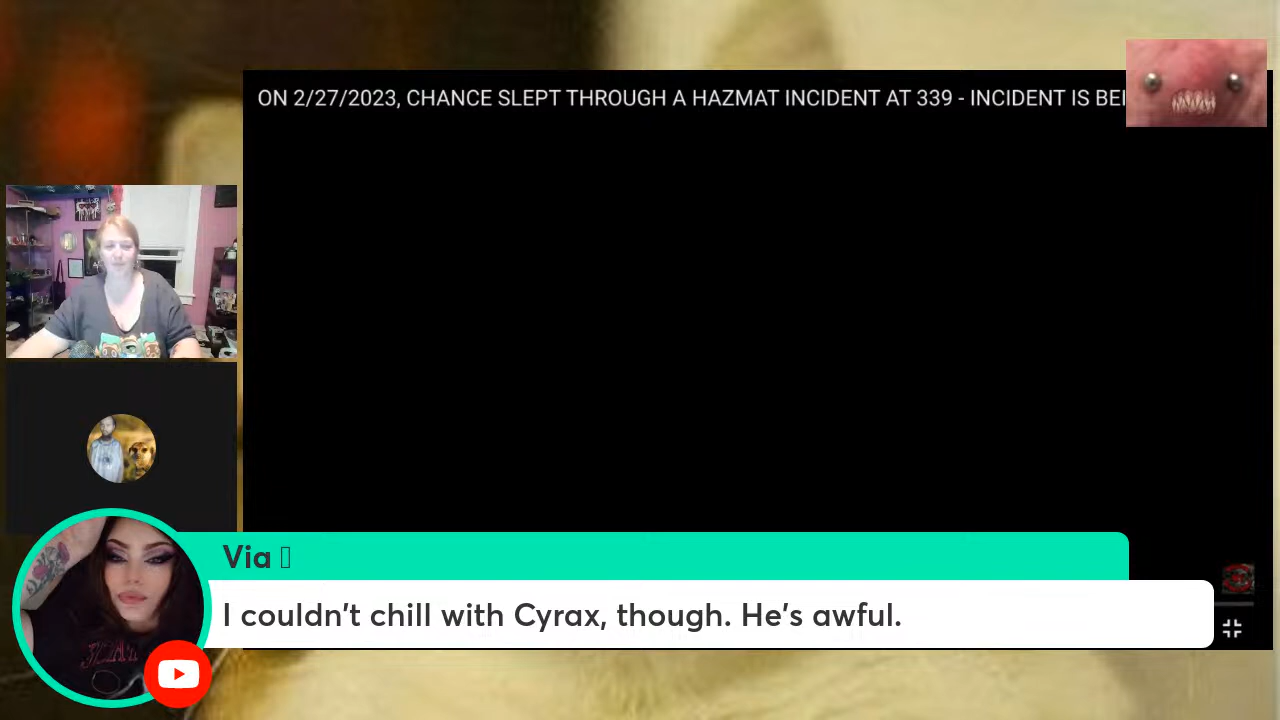 ON 2/27/2023, CHANCE SLEPT THROUGH A HAZMAT INCIDENT AT 339 - INCIDENT IS
Via
I couldn't chill with Cyrax, though. He's awful.